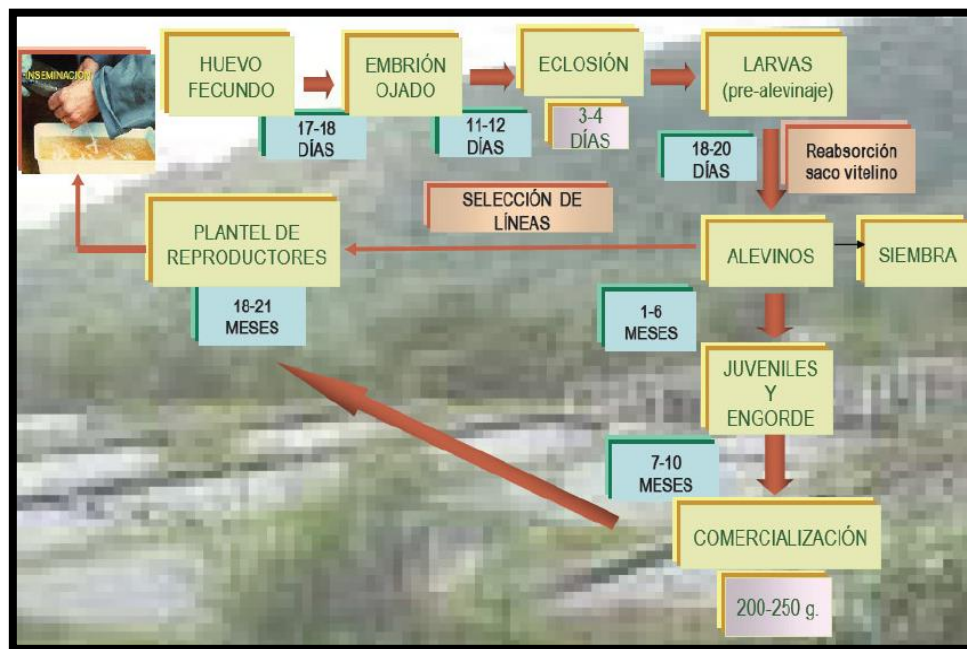 INSEMINACIÓN
HUEVO
FECUNDO
EMBRIÓN
OJADO
ECLOSIÓN
LARVAS
(pre-alevinaje)
17-18
DÍAS
11-12
DÍAS
3-4
DÍAS
18-20
DÍAS
Reabsorción
saco vitelino
SELECCIÓN DE
LÍNEAS
PLANTEL DE
REPRODUCTORES
ALEVINOS
SIEMBRA
18-21
MESES
1-6
MESES
JUVENILES
Y
ENGORDE
7-10
MESES
COMERCIALIZACIÓN
200-250 g.